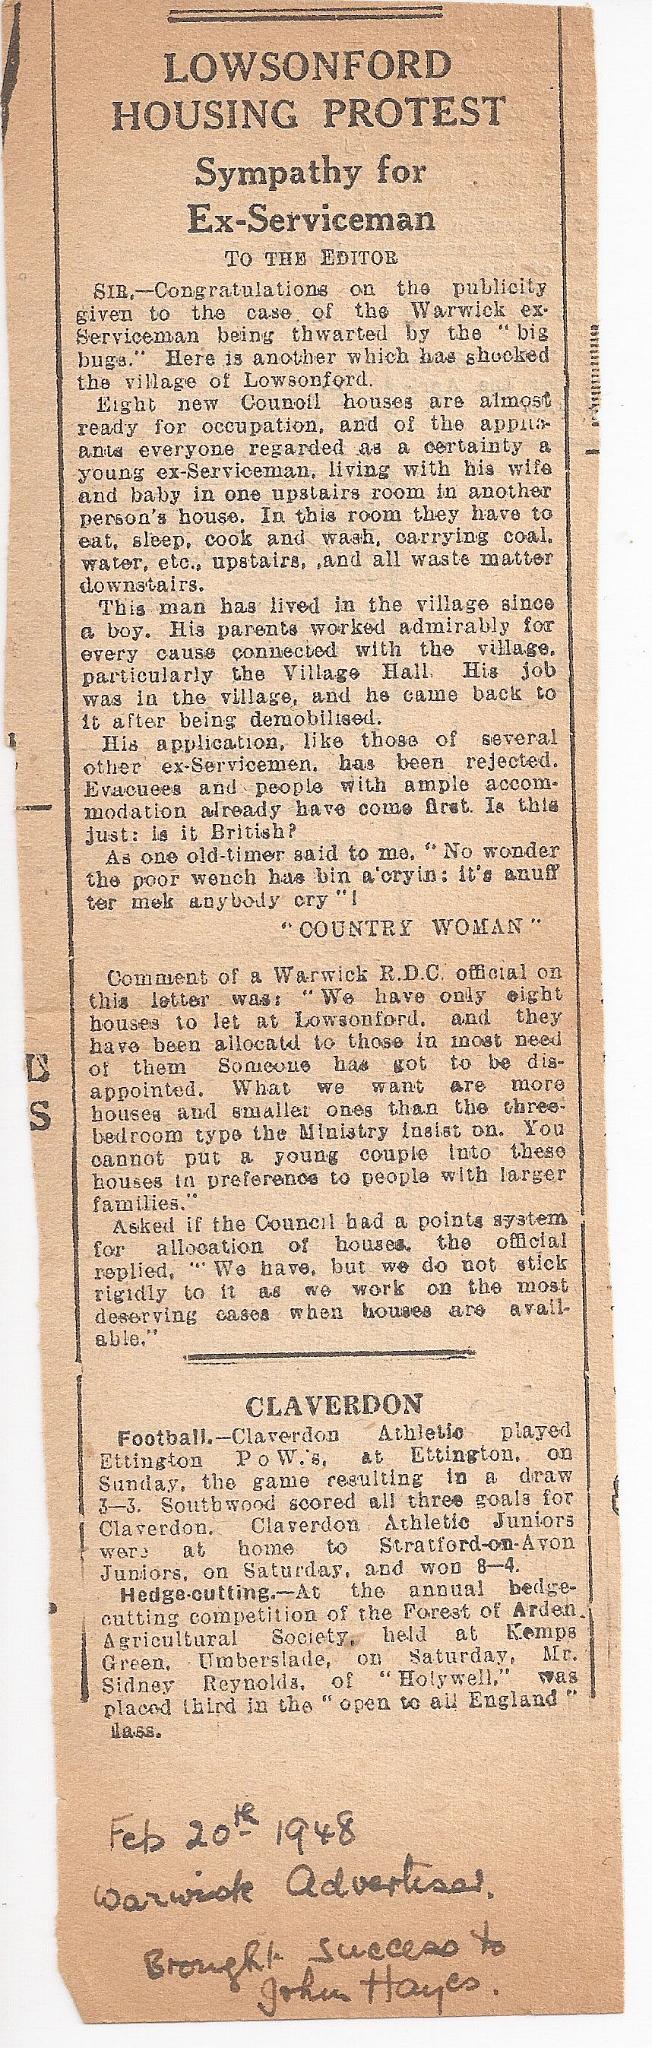 LOWSONFORD
HOUSING PROTEST
Sympathy for
Ex-Serviceman
TO THE EDITOR
SIR,—Congratulations on the publicity
given to the case of the Warwick ex-
Serviceman being thwarted by the "big
bugs." Here is another which has shocked
the village of Lowsonford.
Eight new Council houses are almost
ready for occupation, and of the applic-
ants everyone regarded as a certainty a
young ex-Serviceman, living with his wife
and baby in one upstairs room in another
person's house. In this room they have to
eat, sleep, cook and wash, carrying coal,
water, etc., upstairs, ,and all waste matter
downstairs.
This man has lived in the village since
a boy. His parents worked admirably for
every cause connected with the village,
particularly the Village Hall. His job
was in the village, and he came back to
it after being demobilised.
His application, like those of several
other ex-Servicemen, has been rejected.
Evacuees and people with ample accom-
modation already have come first. Is this
just: is it British?
As one old-timer said to me, "No wonder
the poor wench has bin a'cryin: it's anuff
ter mek anybody cry"!
"COUNTRY WOMAN"
Comment of a Warwick R.D.C. official on
this letter was: "We have only eight
houses to let at Lowsonford, and they
have been allocatd to those in most need
of them Someone has got to be dis-
appointed. What we want are more
houses and smaller ones than the three-
bedroom type the Ministry insist on. You
cannot put a young couple into these
houses in preference to people with larger
families."
Asked if the Council had a points system
for allocation of houses, the official
replied, "We have, but we do not stick
rigidly to it as we work on the most
deserving cases when houses are avail-
able."
CLAVERDON
Football.—Claverdon Athletic played
Ettington PoW.'s, at Ettington, on
Sunday, the game resulting in a draw
3—3. Southwood scored all three goals for
Claverdon. Claverdon Athletic Juniors
were at home to Stratford-on-Avon
Juniors, on Saturday, and won 8—4.
Hedge-cutting.—At the annual hedge-
cutting competition of the Forest of Arden
Agricultural Society, held at Kemps
Green, Umberslade, on Saturday, Mr.
Sidney Reynolds, of "Holywell," was
placed third in the "open to all England"
class.
Feb 20th 1948
Warwick Advertiser.
Brought success to
John Hayes.